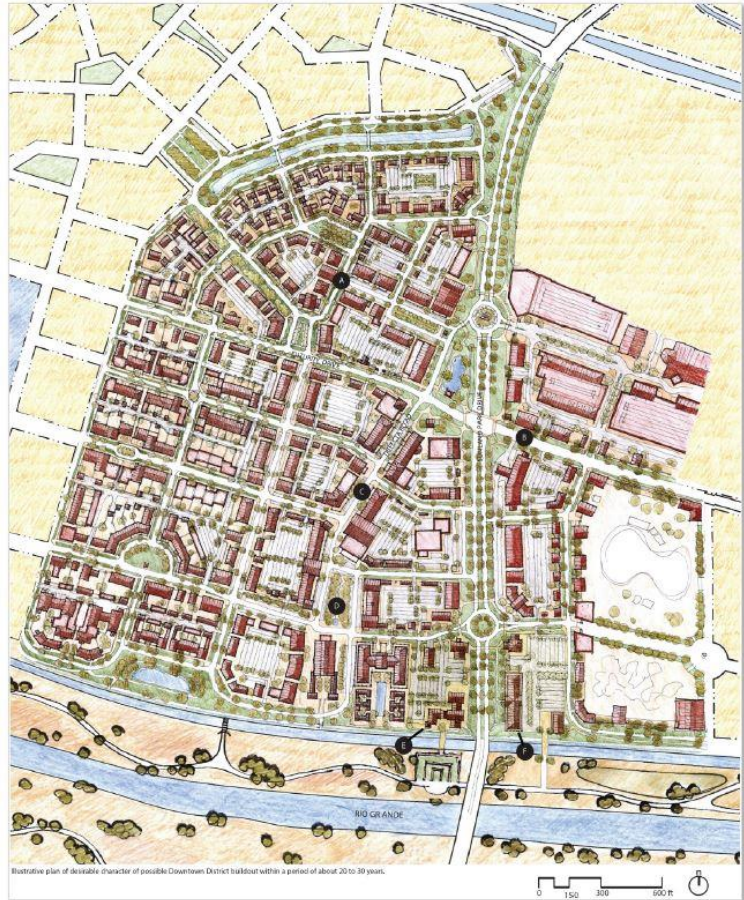 A
B
C
D
E
F
RIO GRANDE
Illustrative plan of desirable character of possible Downtown District buildout within a period of about 20 to 30 years.
0 150 300 600 ft